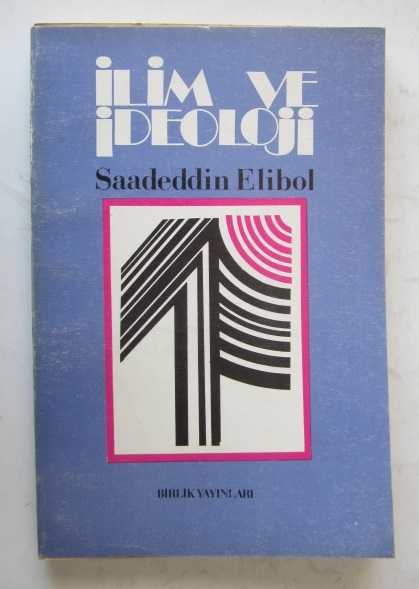 İLİM VE
İDEOLOJİ
Saadeddin Elibol
BİRLİK YAYINLARI